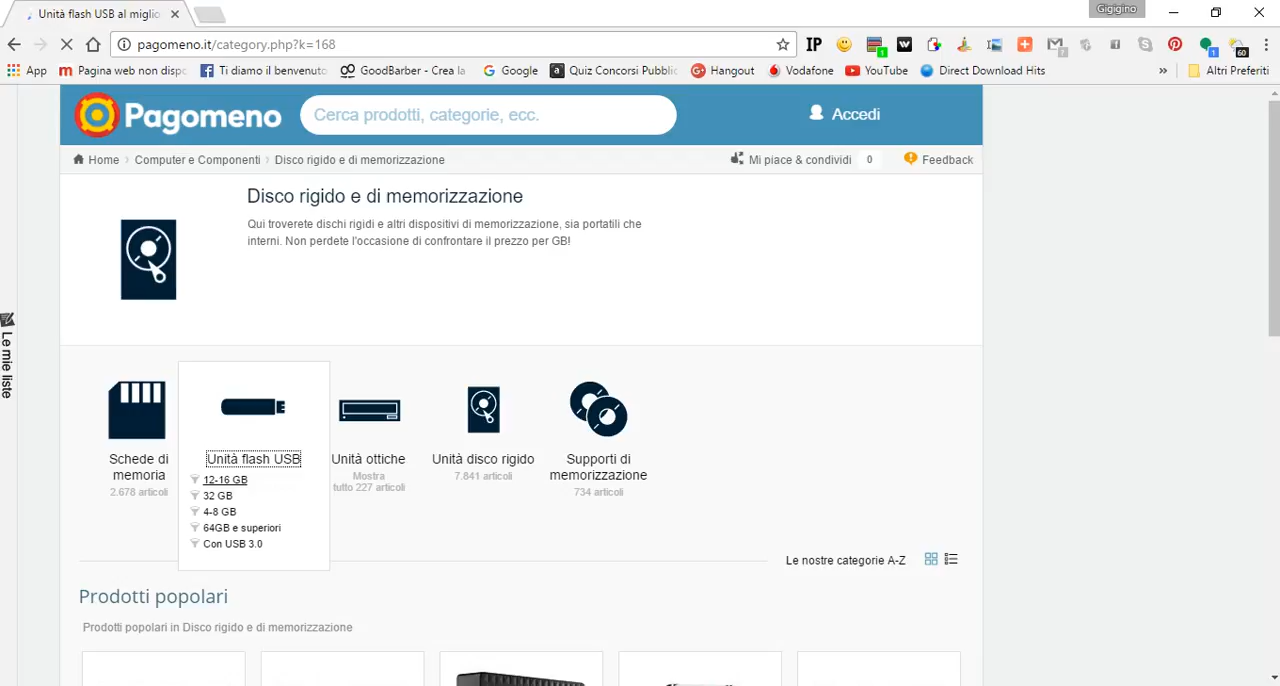 Unità flash USB al miglio
Gigigino
pagomeno.it/category.php?k=168
IP
App
Pagina web non dispo
Ti diamo il benvenuto
GoodBarber - Crea la
Google
Quiz Concorsi Pubblic
Hangout
Vodafone
YouTube
Direct Download Hits
»
Altri Preferiti
Pagomeno
Cerca prodotti, categorie, ecc.
Accedi
Home › Computer e Componenti › Disco rigido e di memorizzazione
Mi piace & condividi 0
Feedback
Disco rigido e di memorizzazione
Qui troverete dischi rigidi e altri dispositivi di memorizzazione, sia portatili che
interni. Non perdete l'occasione di confrontare il prezzo per GB!
Le mie liste
Schede di
memoria
2.678 articoli
Unità flash USB
12-16 GB
32 GB
4-8 GB
64GB e superiori
Con USB 3.0
Unità ottiche
Mostra
tutto 227 articoli
Unità disco rigido
7.841 articoli
Supporti di
memorizzazione
734 articoli
Le nostre categorie A-Z
Prodotti popolari
Prodotti popolari in Disco rigido e di memorizzazione